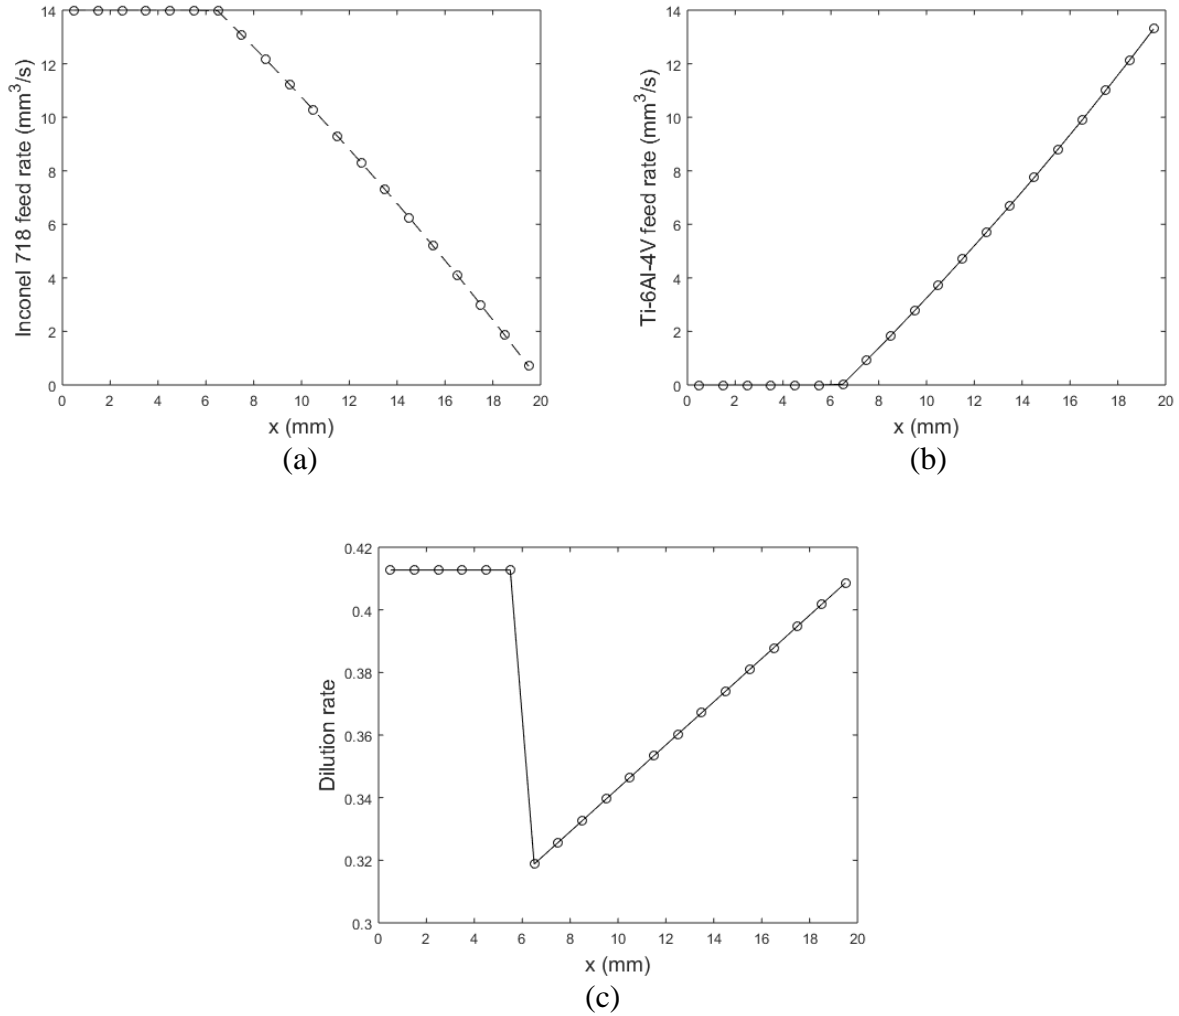 14
12
10
8
6
4
2
0
Inconel 718 feed rate (mm³/s)
0 2 4 6 8 10 12 14 16 18 20
x (mm)
(a)
14
12
10
8
6
4
2
0
Ti-6Al-4V feed rate (mm³/s)
0 2 4 6 8 10 12 14 16 18 20
x (mm)
(b)
0.42
0.4
0.38
0.36
0.34
0.32
0.3
Dilution rate
0 2 4 6 8 10 12 14 16 18 20
x (mm)
(c)